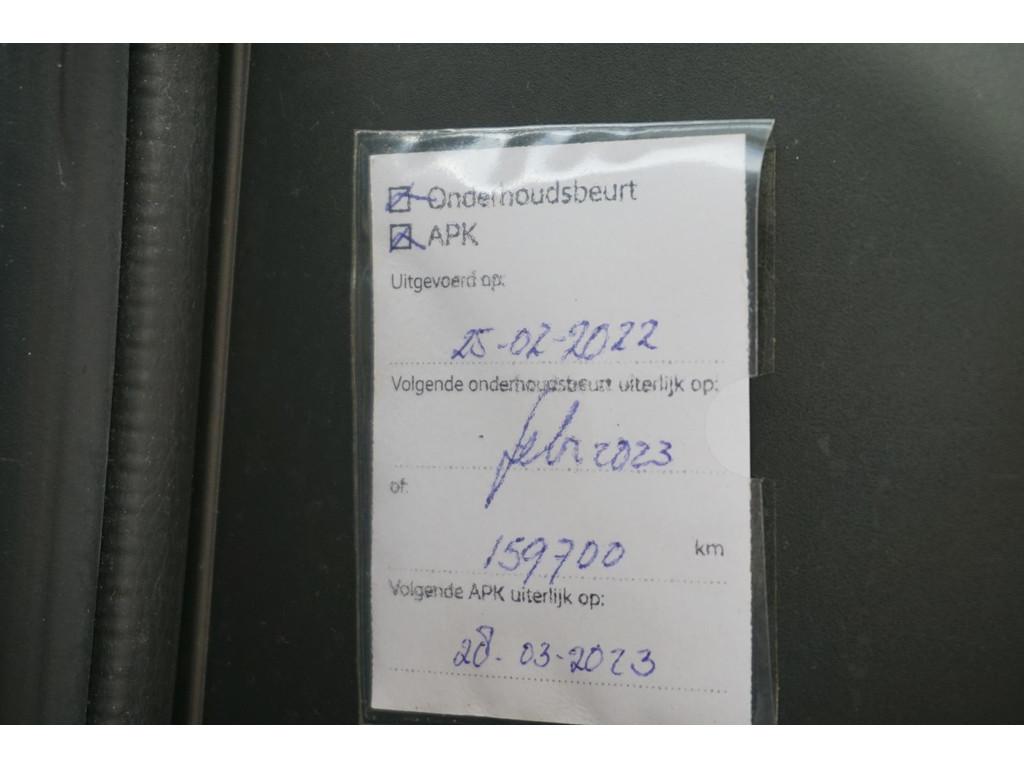 Onderhoudsbeurt
APK
Uitgevoerd op:
25-02-2022
Volgende onderhoudsbeurt uiterlijk op:
febr 2023
of:
159700 km
Volgende APK uiterlijk op:
28-03-2023